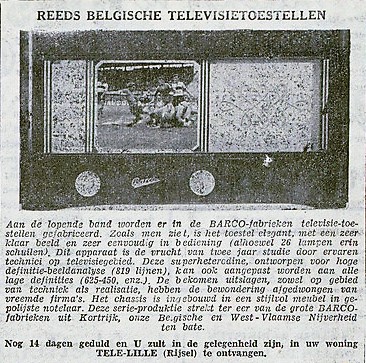 REEDS BELGISCHE TELEVISIETOESTELLEN
Barco
Aan de lopende band worden er in de BARCO-fabrieken televisie-toe-
stellen gefabriceerd. Zoals men ziet, is het toestel elegant, met een zeer
klaar beeld en zeer eenvoudig in bediening (alhoewel 26 lampen erin
schuilen). Dit apparaat is de vrucht van twee jaar studie door ervaren
technici op televisiegebied. Deze superheterodine, ontworpen voor hoge
definitie-beeldanalyse (819 lijnen), kan ook aangepast worden aan alle
lage definities (625-450, enz.). De bekomen uitslagen, zowel op gebied
van techniek als realisatie, hebben de bewondering afgedwongen van
vreemde firma's. Het chassis is ingebouwd in een stijlvol meubel in ge-
polijste notelaar. Deze serie-produktie strekt ter eer van de grote BARCO-
fabrieken uit Kortrijk, onze Belgische en West-Vlaamse Nijverheid
ten bate.
Nog 14 dagen geduld en U zult in de gelegenheid zijn, in uw woning
TELE-LILLE (Rijsel) te ontvangen.